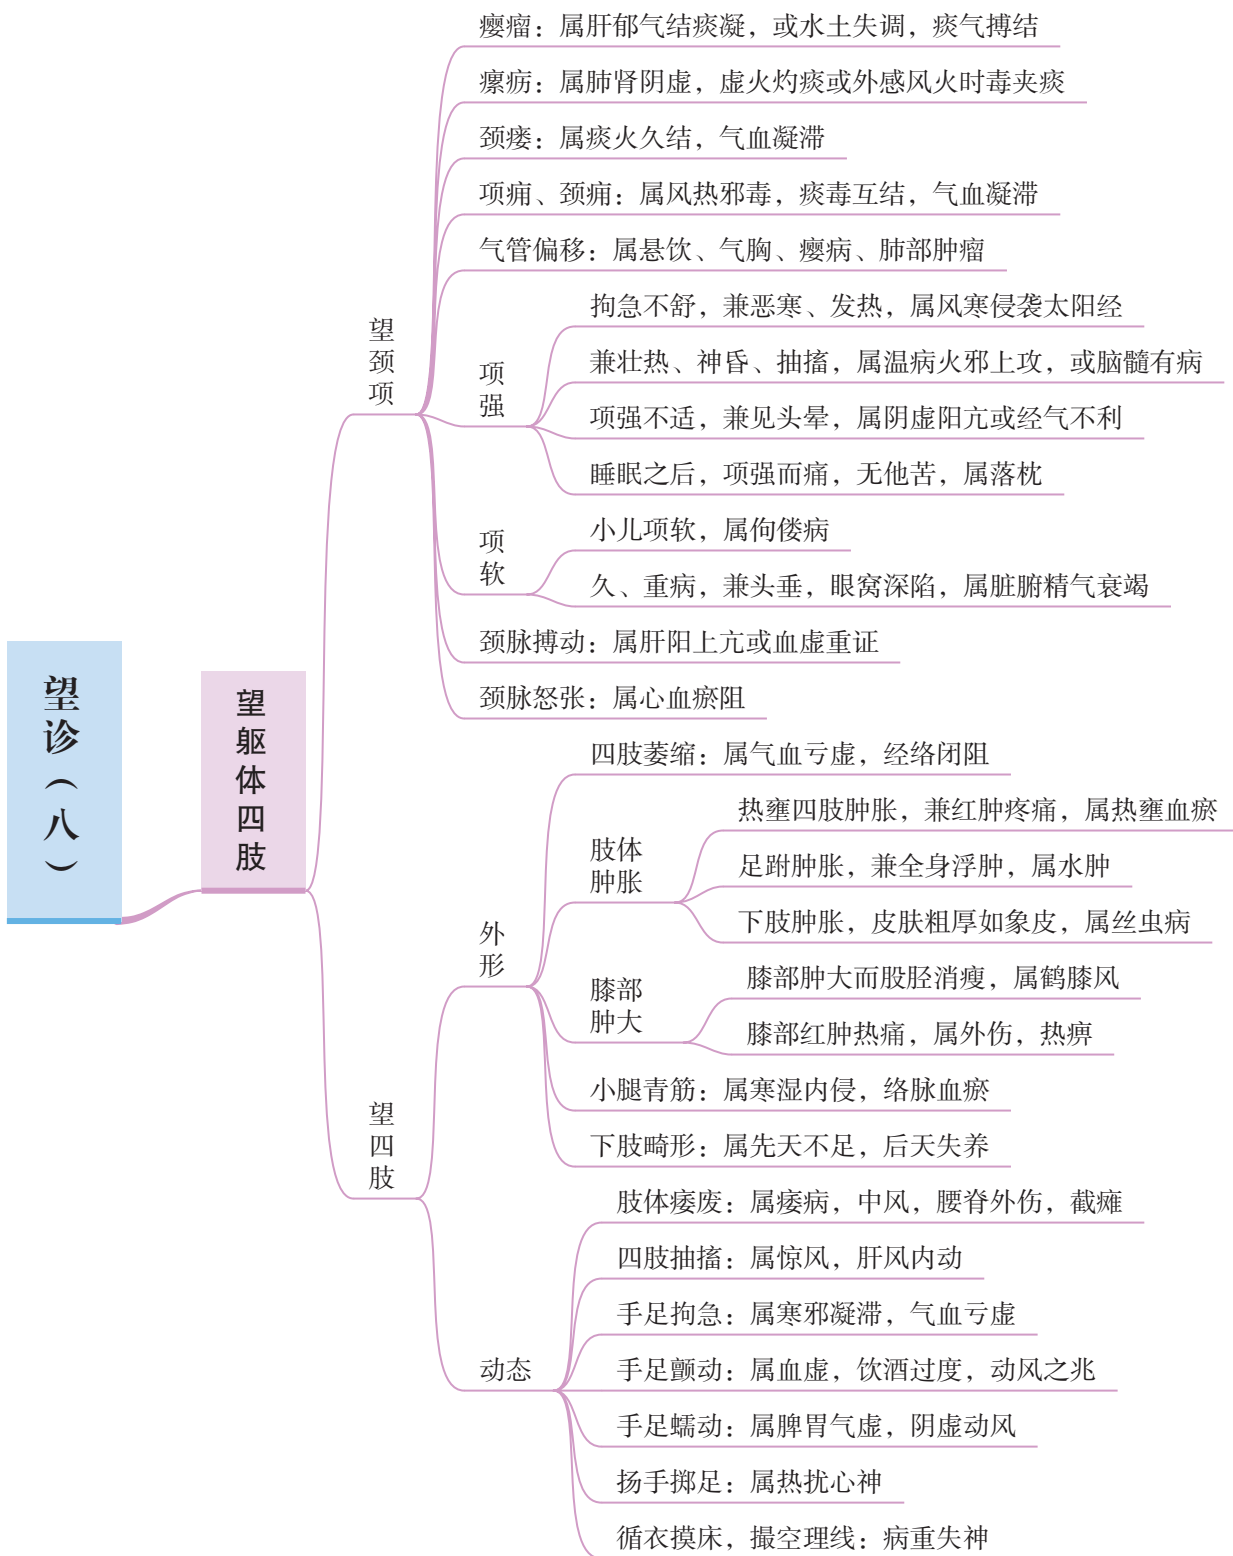 望诊（八）
望躯体四肢
望颈项
瘿瘤：属肝郁气结痰凝，或水土失调，痰气搏结
瘰疬：属肺肾阴虚，虚火灼痰或外感风火时毒夹痰
颈瘘：属痰火久结，气血凝滞
项痈、颈痈：属风热邪毒，痰毒互结，气血凝滞
气管偏移：属悬饮、气胸、瘿病、肺部肿瘤
项强
拘急不舒，兼恶寒、发热，属风寒侵袭太阳经
兼壮热、神昏、抽搐，属温病火邪上攻，或脑髓有病
项强不适，兼见头晕，属阴虚阳亢或经气不利
睡眠之后，项强而痛，无他苦，属落枕
项软
小儿项软，属佝偻病
久、重病，兼头垂，眼窝深陷，属脏腑精气衰竭
颈脉搏动：属肝阳上亢或血虚重证
颈脉怒张：属心血瘀阻
望四肢
外形
四肢萎缩：属气血亏虚，经络闭阻
肢体
肿胀
热壅四肢肿胀，兼红肿疼痛，属热壅血瘀
足跗肿胀，兼全身浮肿，属水肿
下肢肿胀，皮肤粗厚如象皮，属丝虫病
膝部
肿大
膝部肿大而股胫消瘦，属鹤膝风
膝部红肿热痛，属外伤，热痹
小腿青筋：属寒湿内侵，络脉血瘀
下肢畸形：属先天不足，后天失养
动态
肢体痿废：属痿病，中风，腰脊外伤，截瘫
四肢抽搐：属惊风，肝风内动
手足拘急：属寒邪凝滞，气血亏虚
手足颤动：属血虚，饮酒过度，动风之兆
手足蠕动：属脾胃气虚，阴虚动风
扬手掷足：属热扰心神
循衣摸床，撮空理线：病重失神